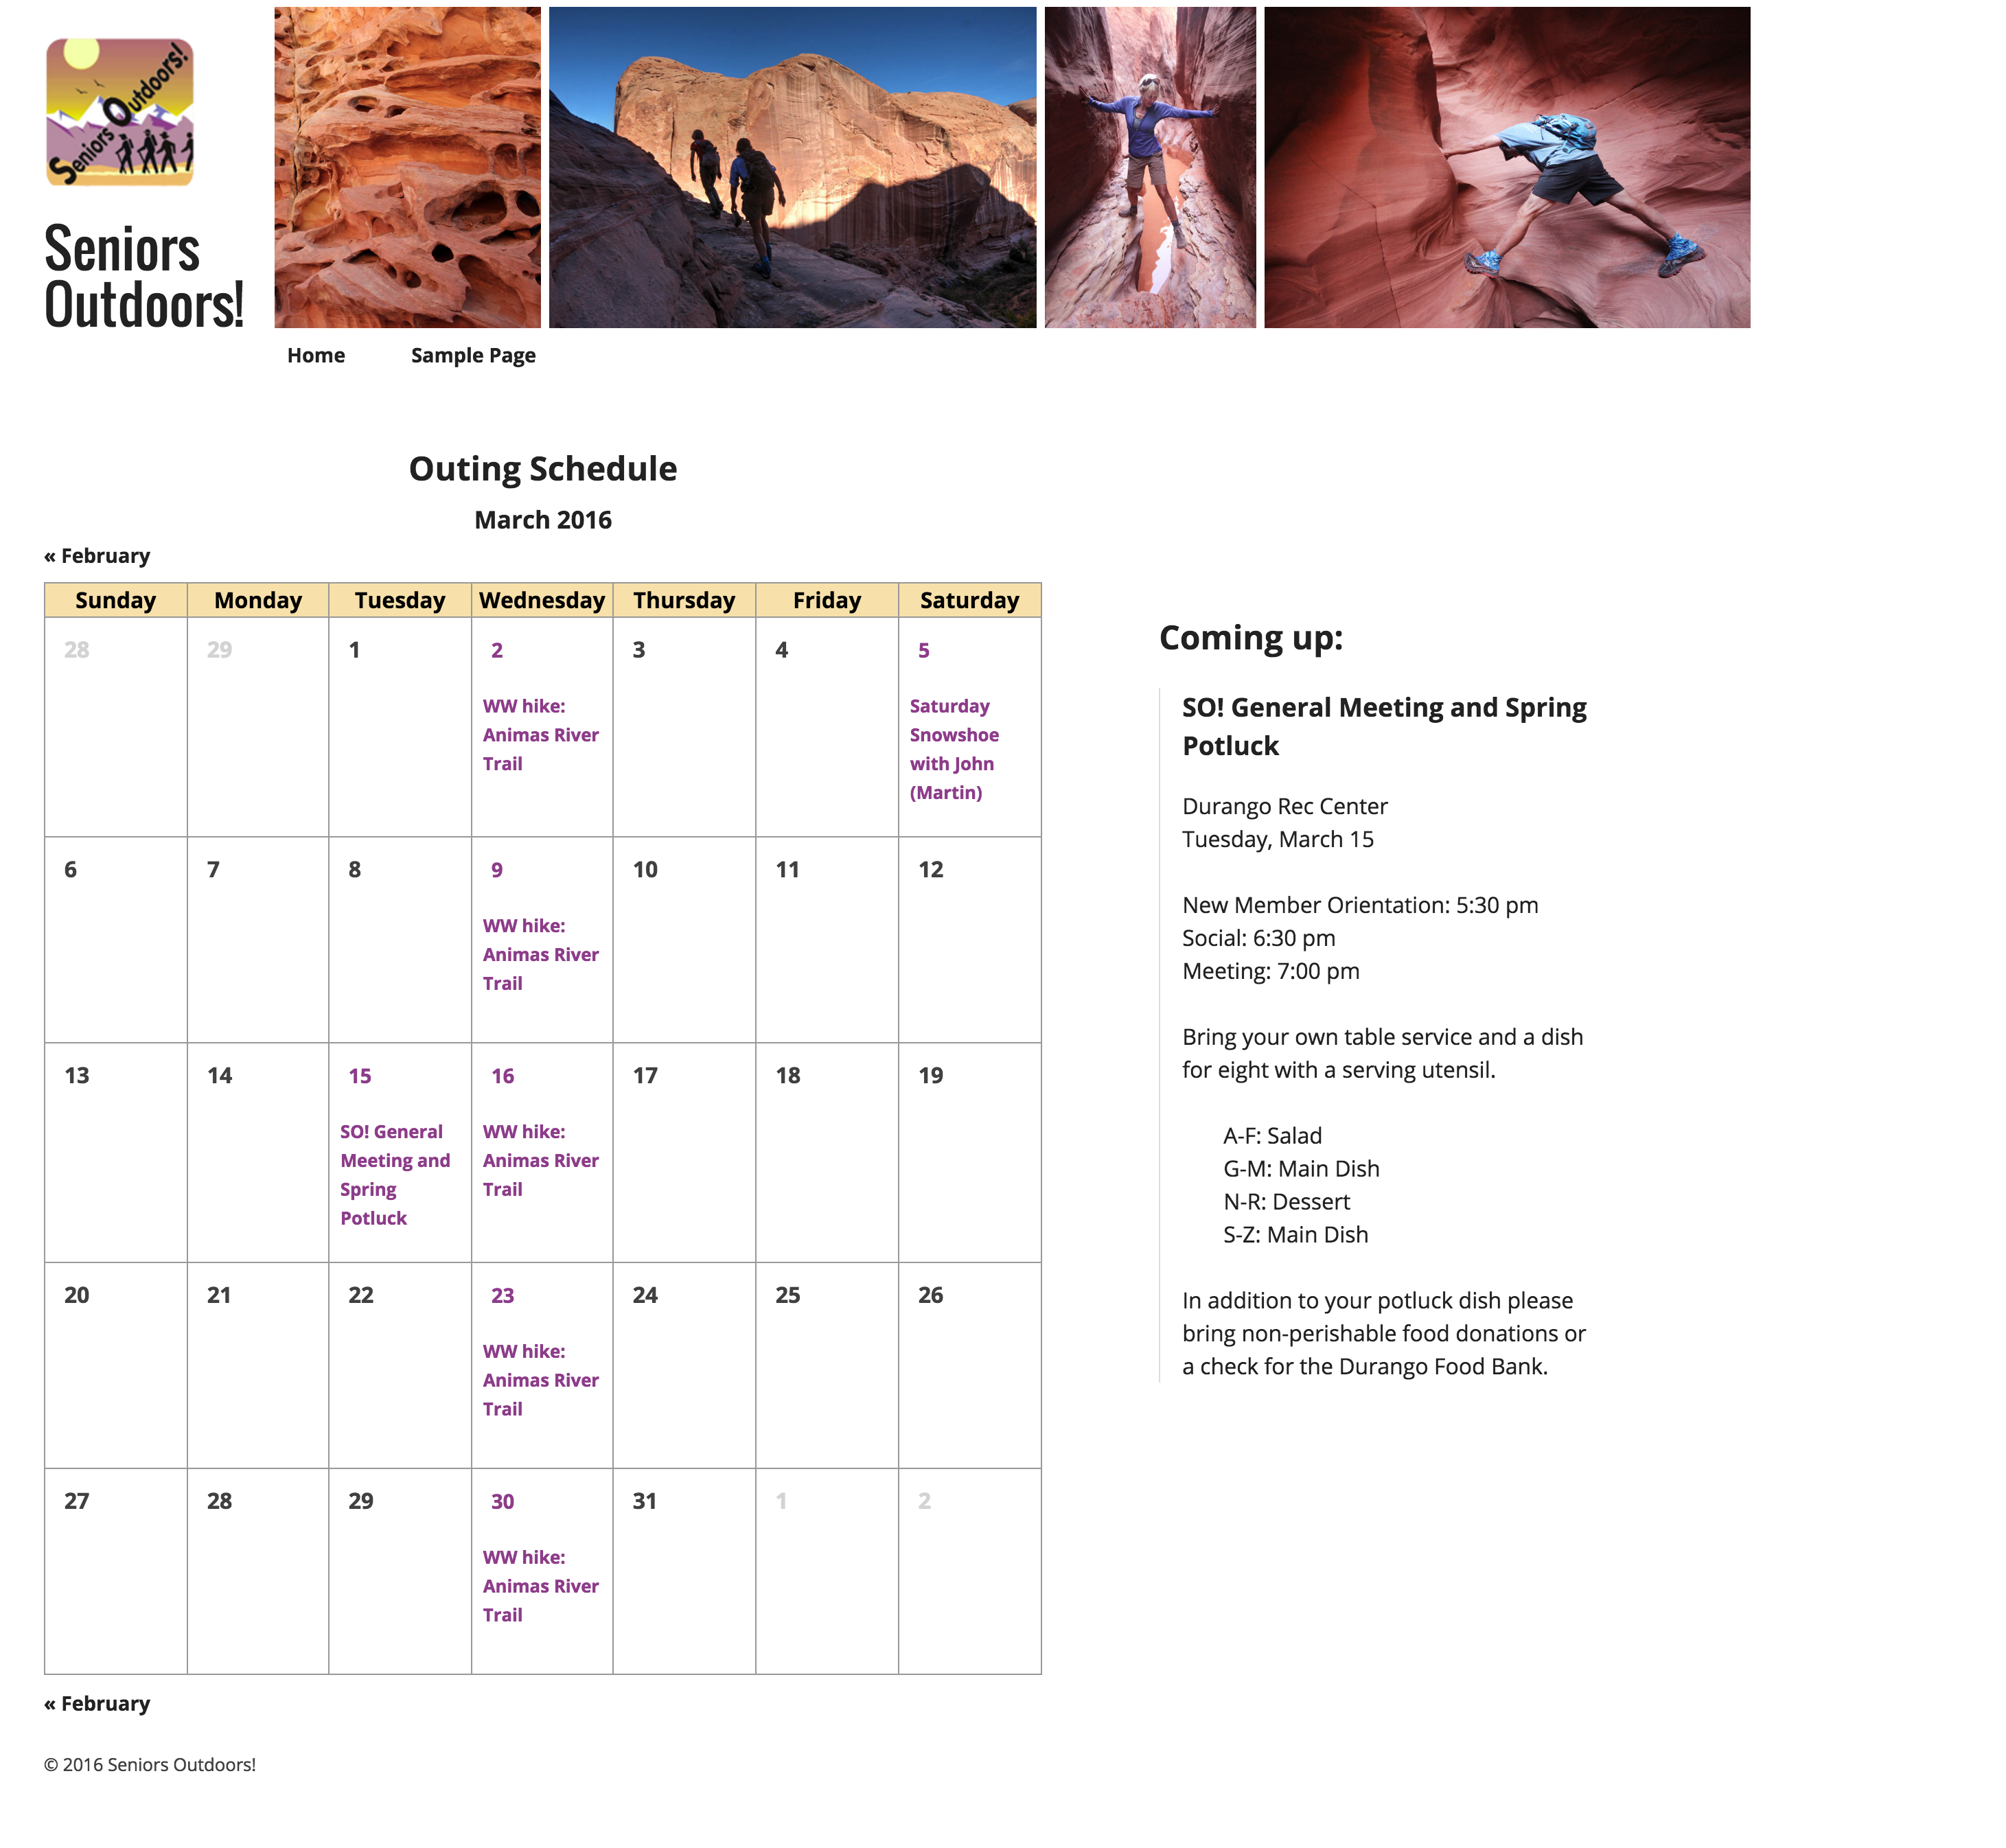 Seniors Outdoors!
Seniors
Outdoors!
Home Sample Page
Outing Schedule
March 2016
« February
Sunday Monday Tuesday Wednesday Thursday Friday Saturday
28 29 1 2 3 4 5
WW hike:
Animas River
Trail
Saturday
Snowshoe
with John
(Martin)
6 7 8 9 10 11 12
WW hike:
Animas River
Trail
13 14 15 16 17 18 19
SO! General
Meeting and
Spring
Potluck
WW hike:
Animas River
Trail
20 21 22 23 24 25 26
WW hike:
Animas River
Trail
27 28 29 30 31 1 2
WW hike:
Animas River
Trail
« February
Coming up:
SO! General Meeting and Spring
Potluck
Durango Rec Center
Tuesday, March 15
New Member Orientation: 5:30 pm
Social: 6:30 pm
Meeting: 7:00 pm
Bring your own table service and a dish
for eight with a serving utensil.
A-F: Salad
G-M: Main Dish
N-R: Dessert
S-Z: Main Dish
In addition to your potluck dish please
bring non-perishable food donations or
a check for the Durango Food Bank.
© 2016 Seniors Outdoors!